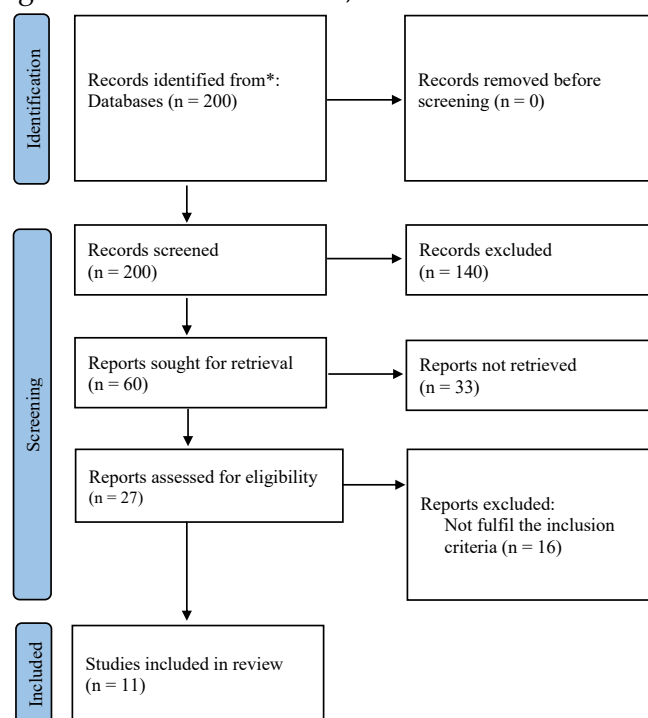 Identification
Records identified from*:
Databases (n = 200)
Records removed before
screening (n = 0)
Screening
Records screened
(n = 200)
Records excluded
(n = 140)
Reports sought for retrieval
(n = 60)
Reports not retrieved
(n = 33)
Reports assessed for eligibility
(n = 27)
Reports excluded:
Not fulfil the inclusion
criteria (n = 16)
Included
Studies included in review
(n = 11)